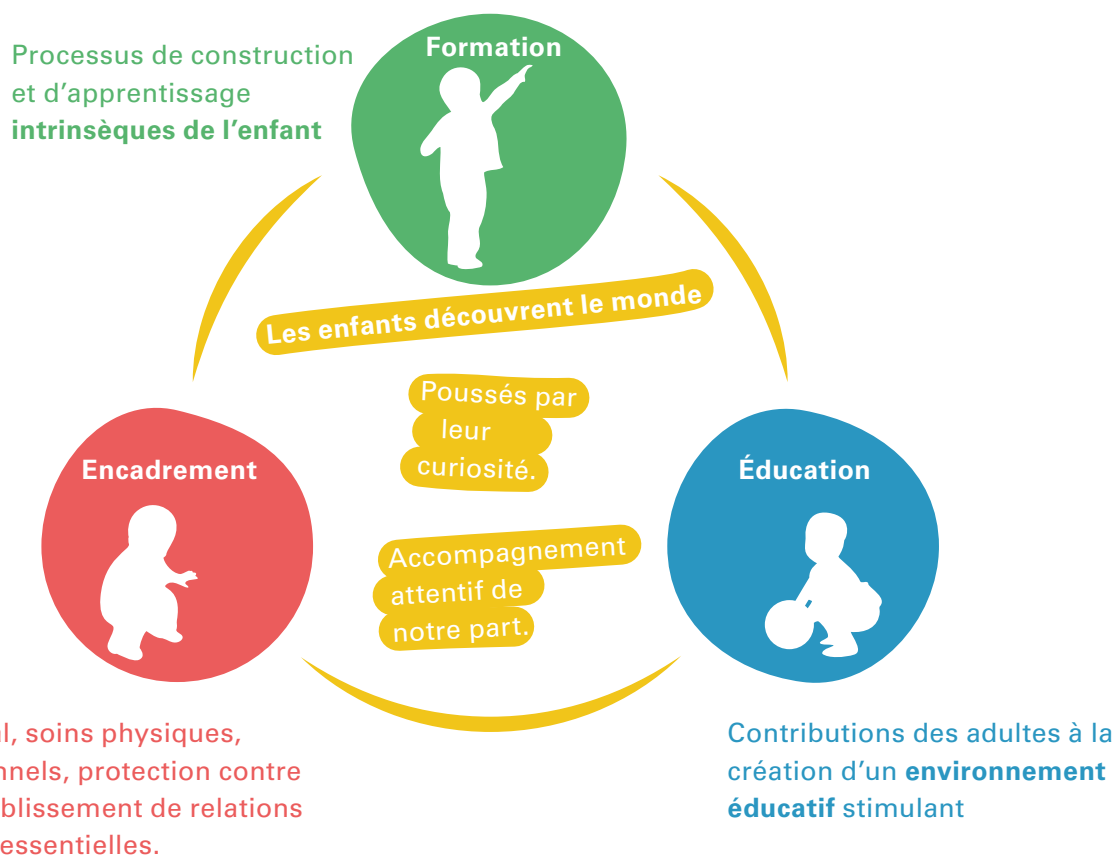 Formation
Processus de construction
et d’apprentissage
intrinsèques de l’enfant
Les enfants découvrent le monde
Poussés par
leur
curiosité.
Encadrement
Éducation
Accompagnement
attentif de
notre part.
soins physiques,
protection contre
de relations
essentielles.
Contributions des adultes à la
création d’un environnement
éducatif stimulant